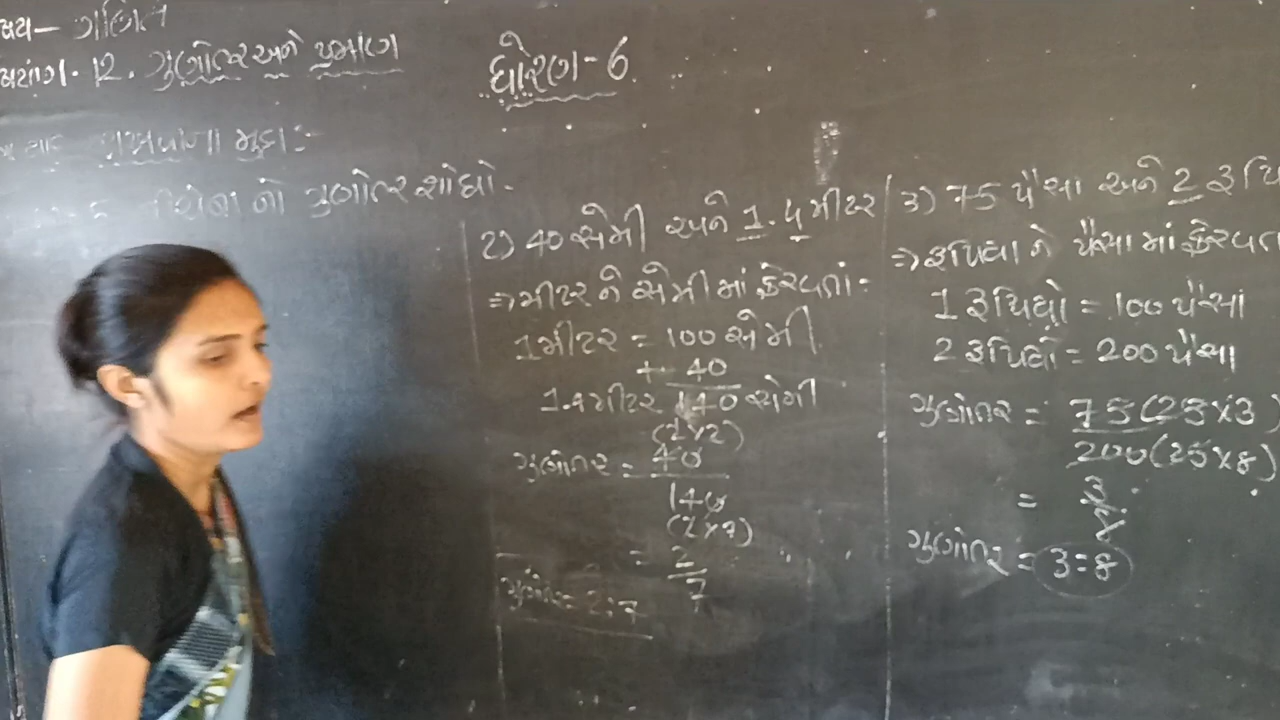 વિષય – ગણિત
12. ગુણોત્તર અને પ્રમાણ
ધોરણ - 6
મુદ્દા :-
નો ગુણોત્તર શોધો.
2) 40 સેમી અને 1.4 મીટર
⇒ મીટર ને સેમી માં ફેરવતાં :-
1 મીટર = 100 સેમી
+ 40
1.4 મીટર 140 સેમી
(2×2)
ગુણોત્તર = 40
140
(2×7)
= 2
7
ગુણોત્તર = 2:7
3) 75 પૈસા અને 2 રૂપિ
⇒ રૂપિયા ને પૈસા માં ફેરવતા
1 રૂપિયો = 100 પૈસા
2 રૂપિયો = 200 પૈસા
ગુણોત્તર = 75 (25×3)
200 (25×8)
= 3
8
ગુણોત્તર = 3:8